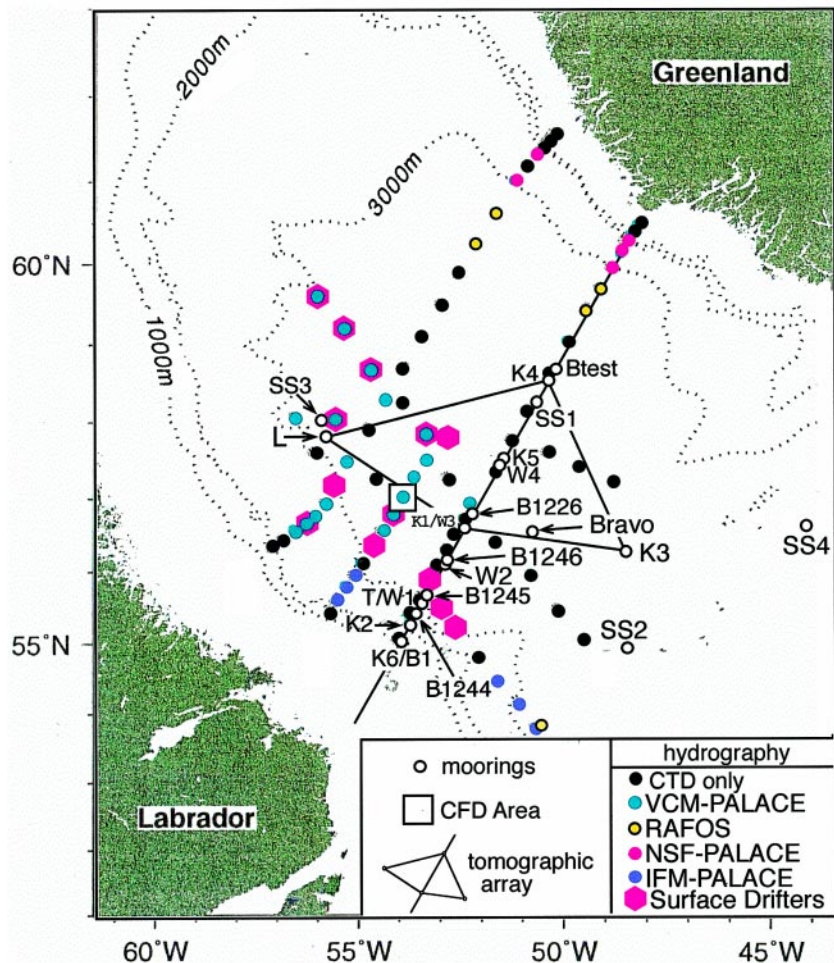 2000m
Greenland
3000m
60°N
1000m
K4
Btest
SS3
SS1
L
K5
W4
B1226
K1/W3
Bravo
SS4
K3
B1246
W2
T/W1
B1245
55°N
K2
SS2
K6/B1
B1244
moorings
CFD Area
tomographic
array
Labrador
hydrography
CTD only
VCM-PALACE
RAFOS
NSF-PALACE
IFM-PALACE
Surface Drifters
60°W
55°W
50°W
45°W